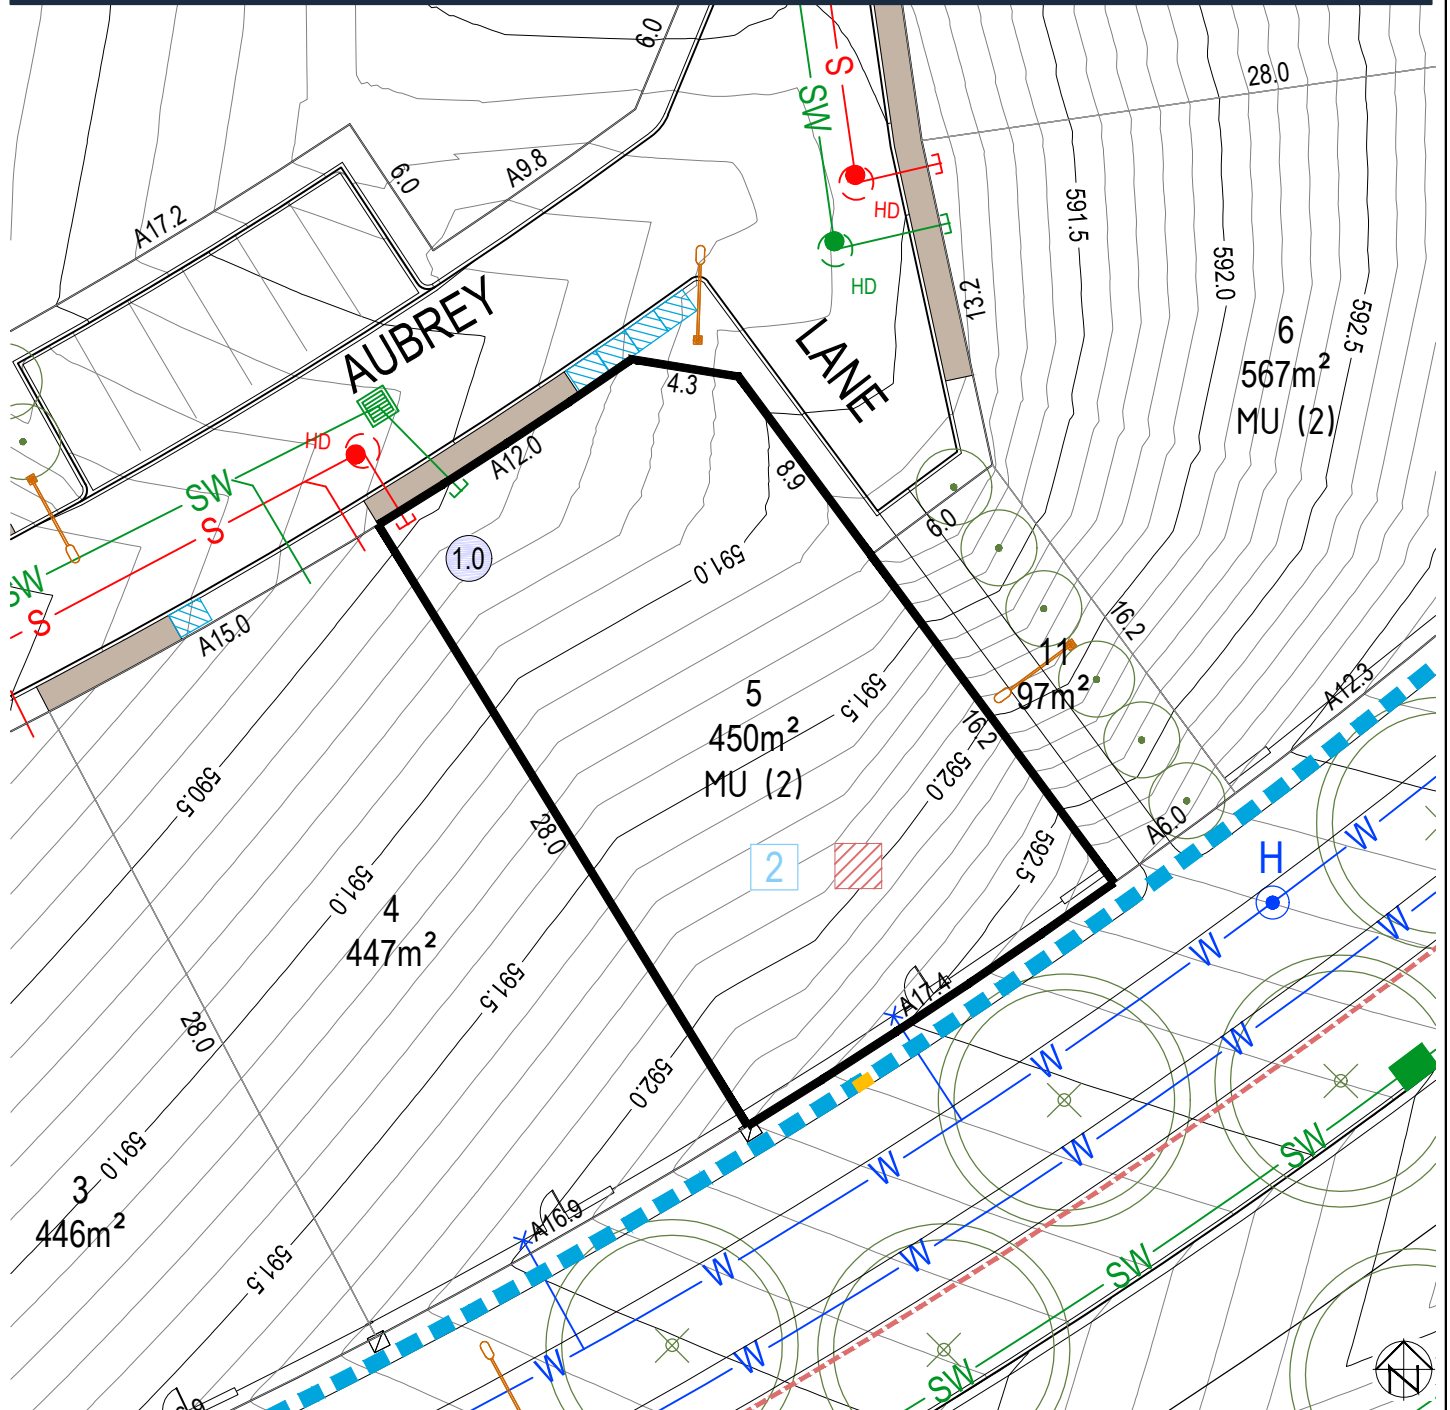 6.0
28.0
S
SW
A9.8
6.0
A17.2
HD
HD
591.5
592.0
592.5
13.2
AUBREY
LANE
6
567m²
MU (2)
4.3
HD
A12.0
8.9
SW
S
6.0
1.0
591.0
SW
S
A15.0
16.2
11
97m²
5
450m²
MU (2)
591.5
16.2
A12.3
592.0
590.5
28.0
A6.0
W
592.5
2
H
591.0
4
447m²
W
W
591.5
A17.4
28.0
W
W
592.0
591.0
SW
W
W
3
446m²
A16.9
591.5
W
W
SW
W
W
SW
N